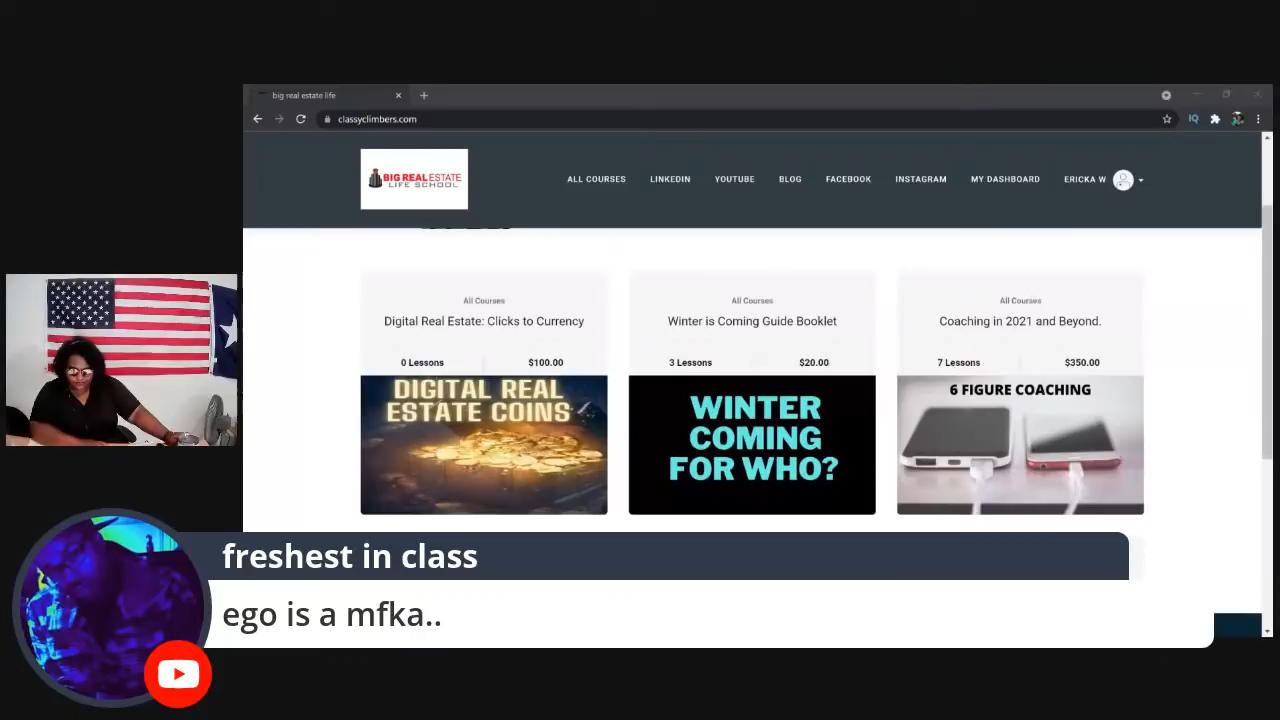 big real estate life
classyclimbers.com
IQ
BIG REAL ESTATE
LIFE SCHOOL
ALL COURSES LINKEDIN YOUTUBE BLOG FACEBOOK INSTAGRAM MY DASHBOARD ERICKA W
All Courses
Digital Real Estate: Clicks to Currency
0 Lessons $100.00
DIGITAL REAL
ESTATE COINS
All Courses
Winter is Coming Guide Booklet
3 Lessons $20.00
WINTER
COMING
FOR WHO?
All Courses
Coaching in 2021 and Beyond.
7 Lessons $350.00
6 FIGURE COACHING
freshest in class
ego is a mfka..